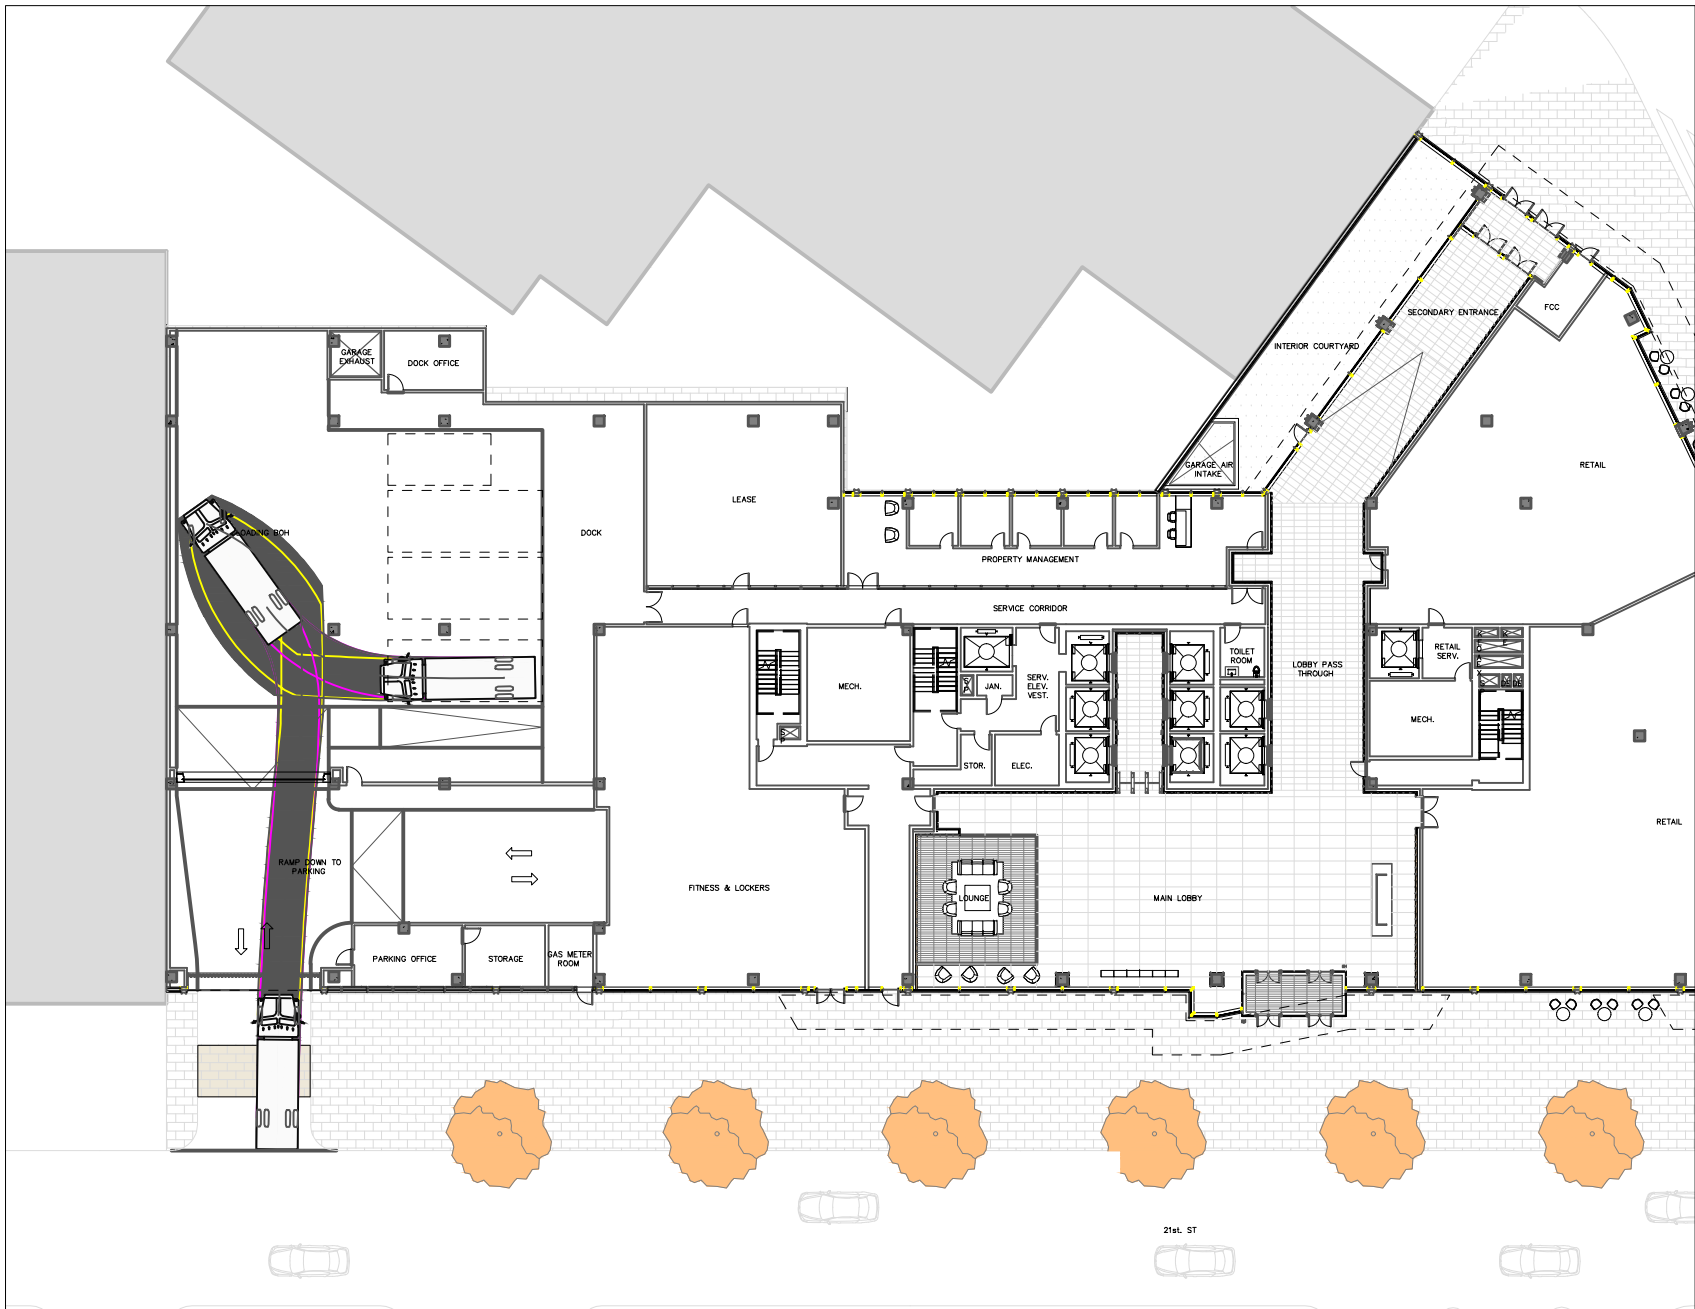 GARAGE
EXHAUST
DOCK OFFICE
SECONDARY ENTRANCE
FCC
INTERIOR COURTYARD
GARAGE AIR
INTAKE
RETAIL
LEASE
LOADING BOH
DOCK
PROPERTY MANAGEMENT
SERVICE CORRIDOR
TOILET
ROOM
RETAIL
SERV.
LOBBY PASS
THROUGH
MECH.
JAN.
SERV.
ELEV.
VEST.
MECH.
STOR.
ELEC.
RETAIL
RAMP DOWN TO
PARKING
FITNESS & LOCKERS
LOUNGE
MAIN LOBBY
PARKING OFFICE
STORAGE
GAS METER
ROOM
21st. ST